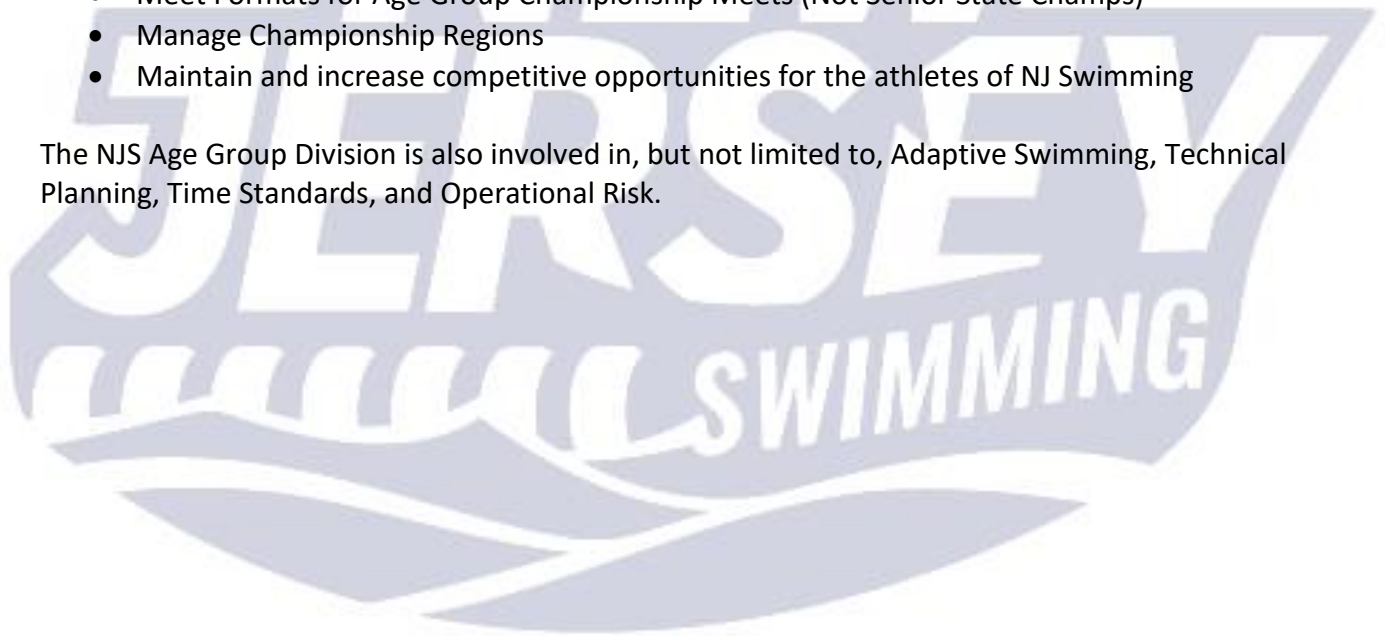 • Meet Formats for Age Group Championship Meets (Not Senior State Champs)
• Manage Championship Regions
• Maintain and increase competitive opportunities for the athletes of NJ Swimming
The NJS Age Group Division is also involved in, but not limited to, Adaptive Swimming, Technical
Planning, Time Standards, and Operational Risk.
JERSEY
SWIMMING